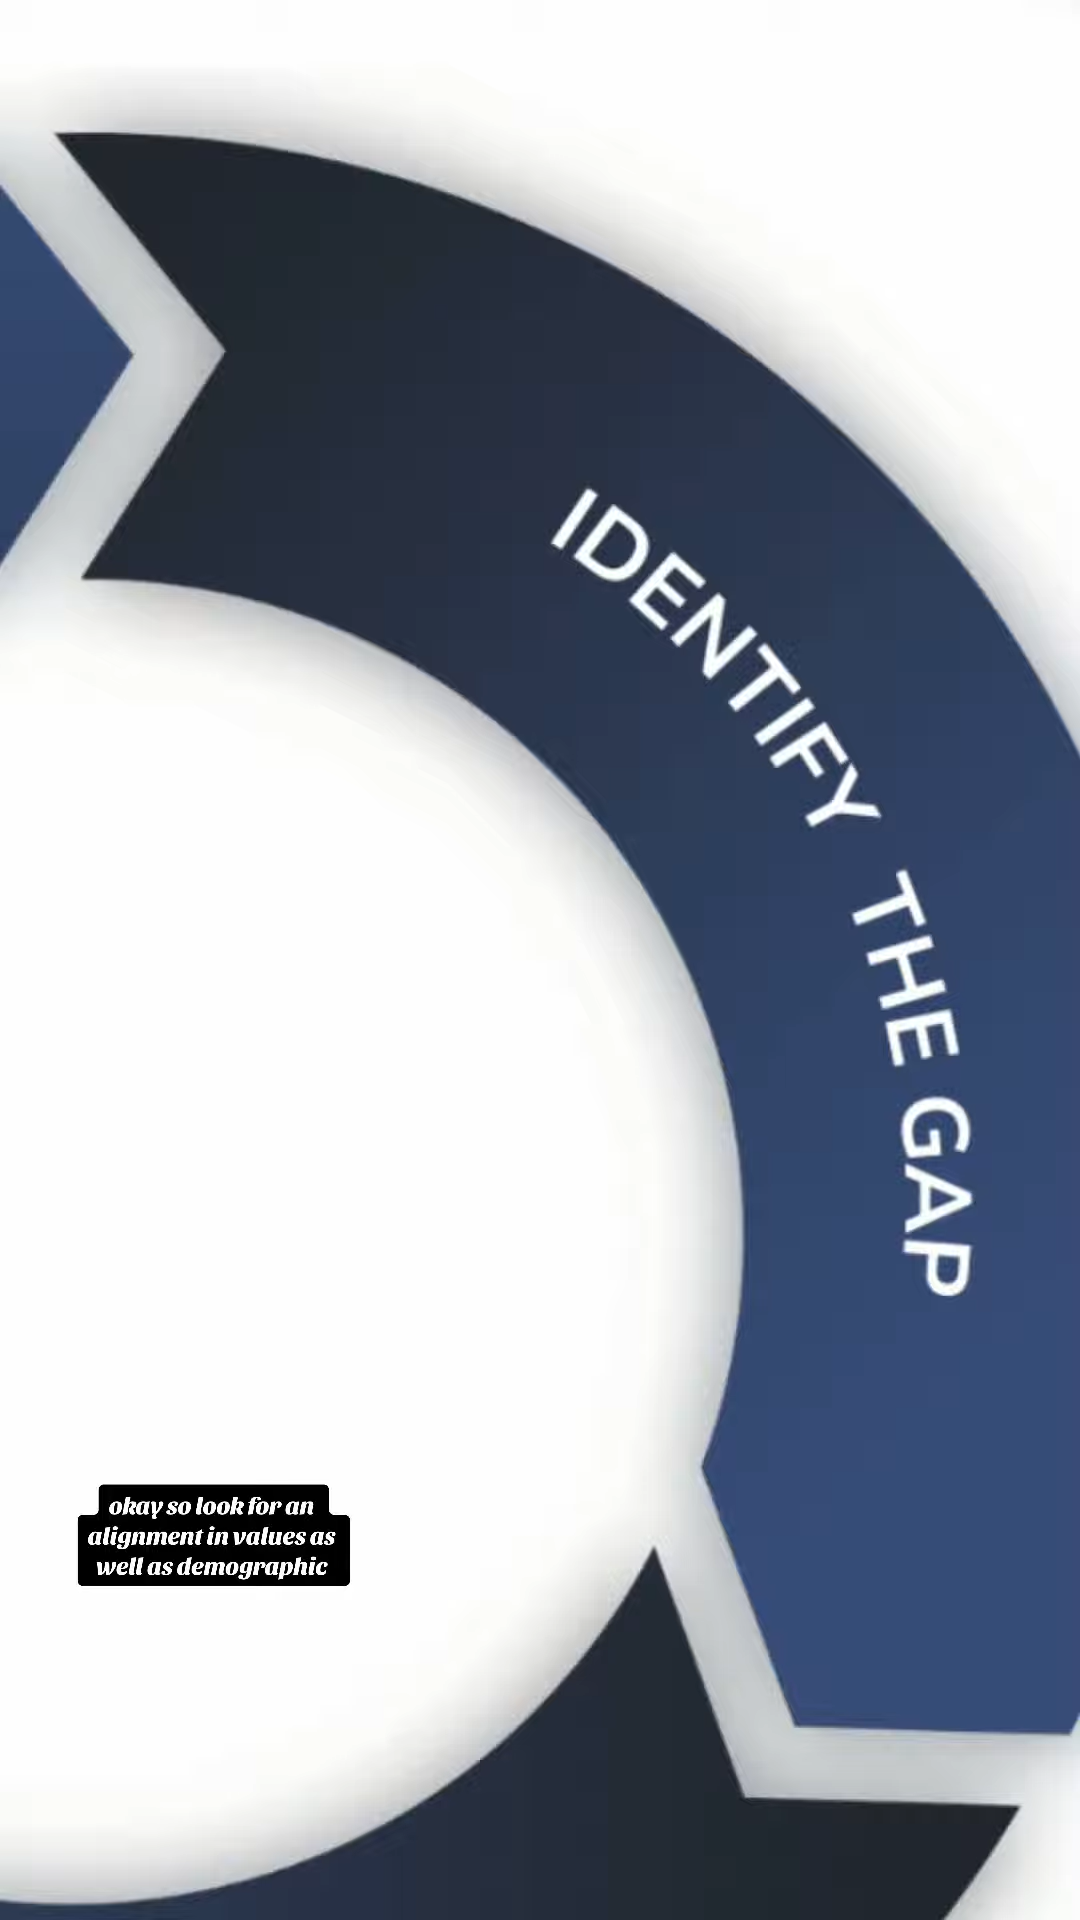 IDENTIFY THE GAP
okay so look for an
alignment in values as
well as demographic